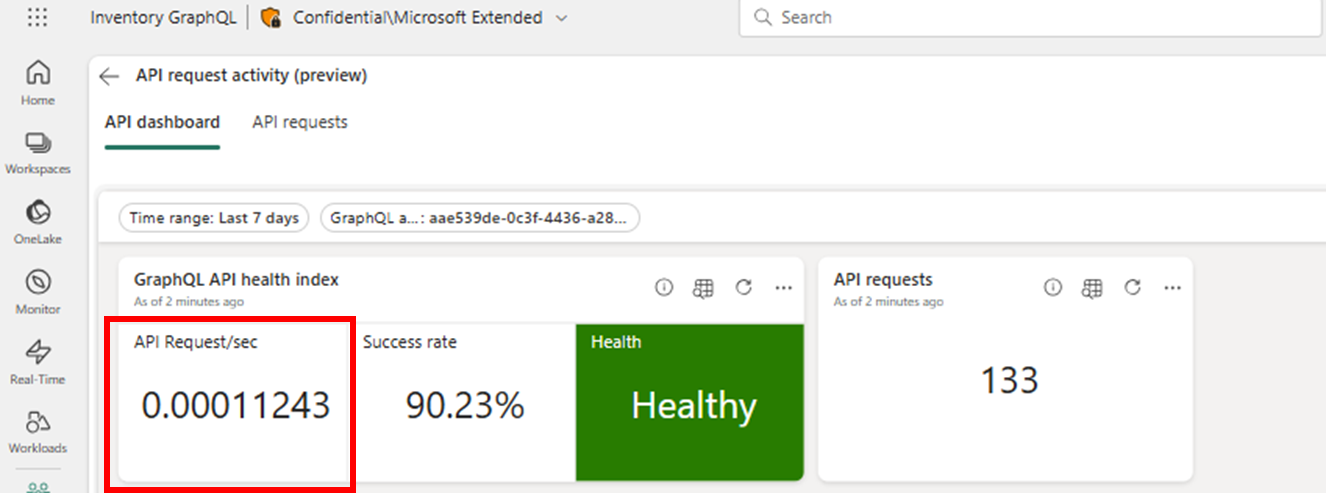 Inventory GraphQL
Confidential\Microsoft Extended
Search
Home
Workspaces
OneLake
Monitor
Real-Time
Workloads
API request activity (preview)
API dashboard
API requests
Time range: Last 7 days
GraphQL a...: aae539de-0c3f-4436-a28...
GraphQL API health index
As of 2 minutes ago
API Request/sec
0.00011243
Success rate
90.23%
Health
Healthy
API requests
As of 2 minutes ago
133